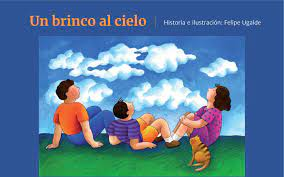 Un brinco al cielo
Historia e ilustración: Felipe Ugalde